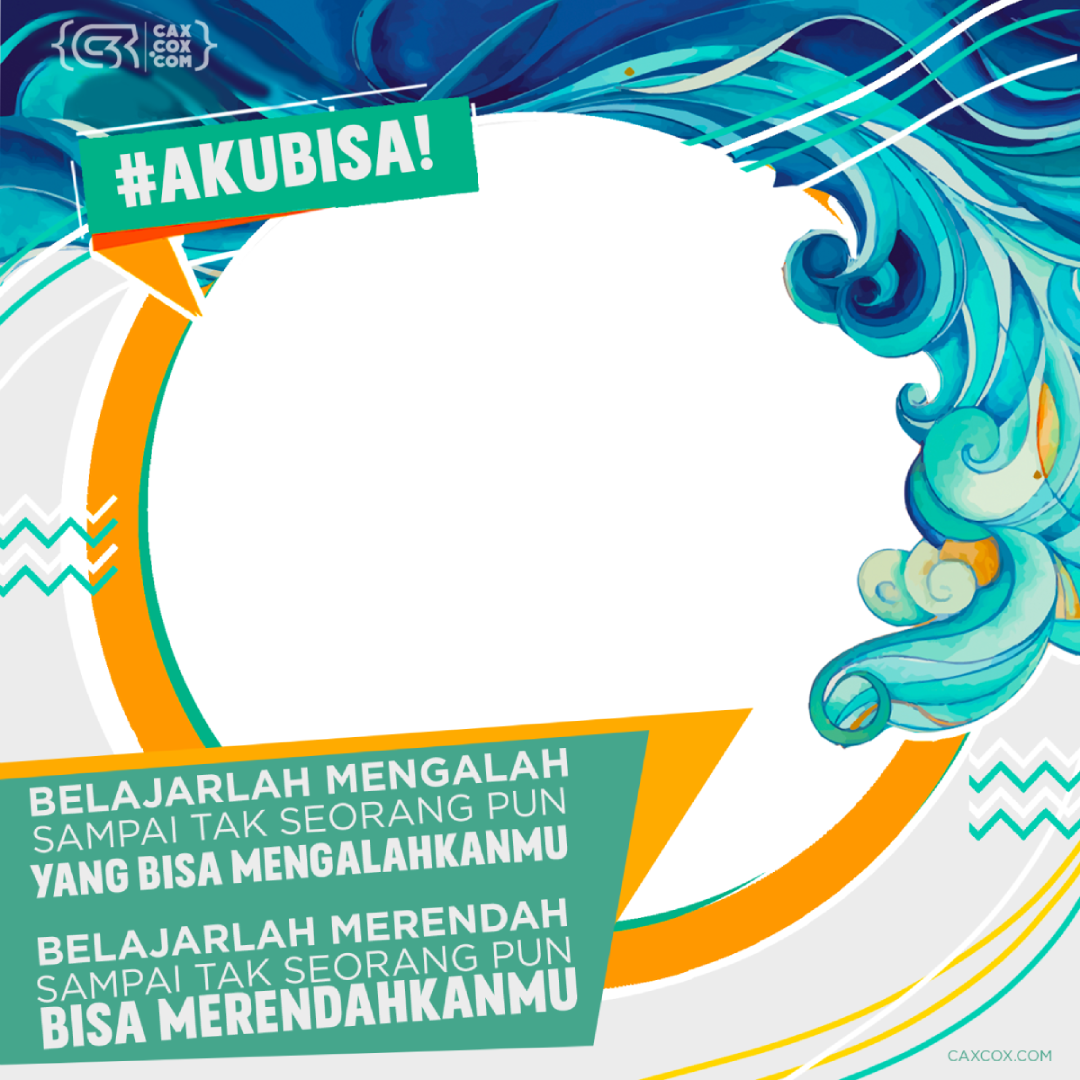 CAX
COX
.COM
#AKUBISA!
BELAJARLAH MENGALAH
SAMPAI TAK SEORANG PUN
YANG BISA MENGALAHKANMU
BELAJARLAH MERENDAH
SAMPAI TAK SEORANG PUN
BISA MERENDAHKANMU
CAXCOX.COM